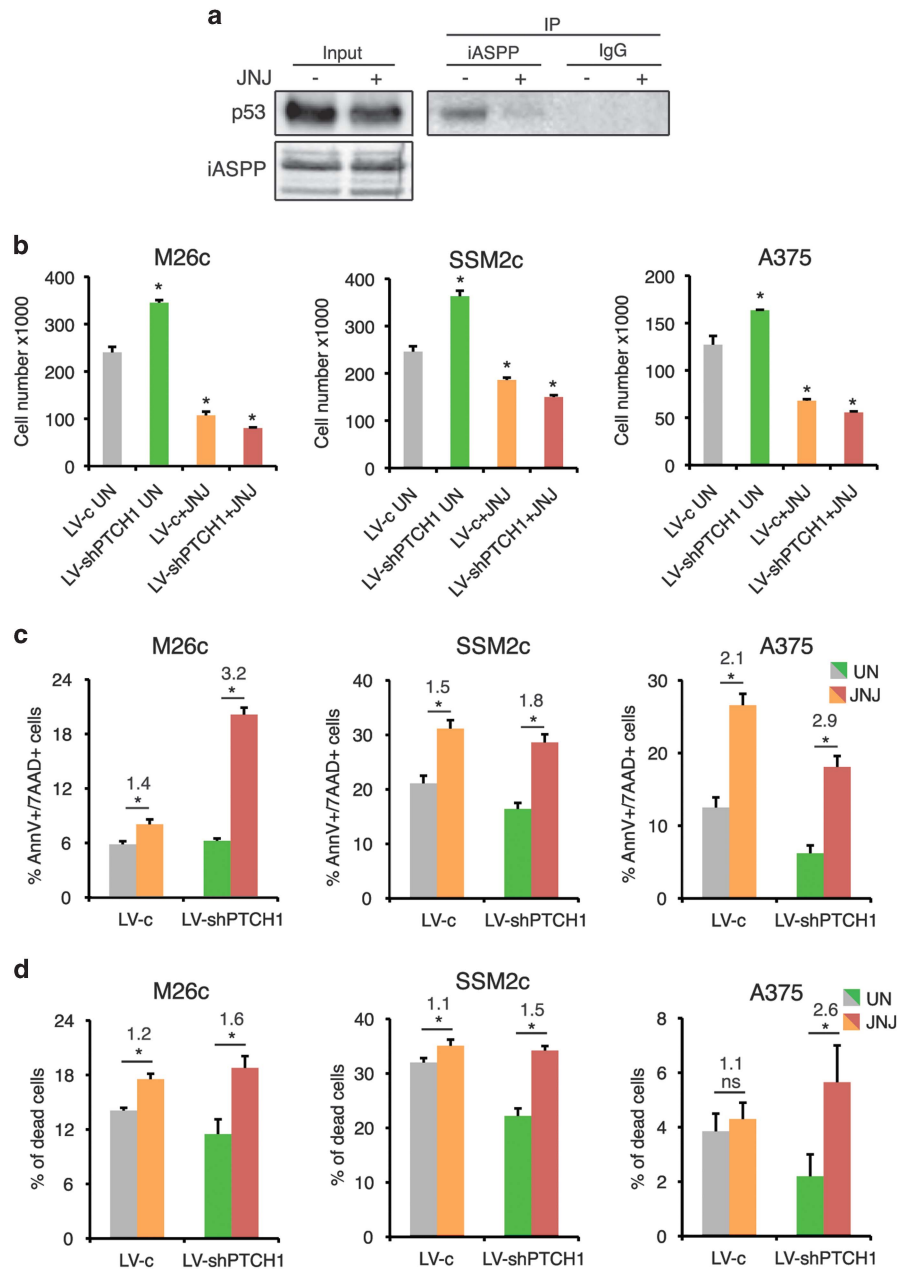 a
IP
Input iASPP IgG
JNJ - + - + - +
p53
iASPP
b
M26c
Cell number x1000
400
300
200
100
0
*
*
*
LV-c UN
LV-shPTCH1 UN
LV-c+JNJ
LV-shPTCH1+JNJ
SSM2c
Cell number x1000
400
300
200
100
0
*
*
*
LV-c UN
LV-shPTCH1 UN
LV-c+JNJ
LV-shPTCH1+JNJ
A375
Cell number x1000
200
150
100
50
0
*
*
*
LV-c UN
LV-shPTCH1 UN
LV-c+JNJ
LV-shPTCH1+JNJ
c
M26c
% AnnV+/7AAD+ cells
24
18
12
6
0
1.4
*
3.2
*
LV-c LV-shPTCH1
SSM2c
% AnnV+/7AAD+ cells
40
30
20
10
0
1.5
*
1.8
*
LV-c LV-shPTCH1
A375
% AnnV+/7AAD+ cells
30
20
10
0
2.1
*
2.9
*
LV-c LV-shPTCH1
UN
JNJ
d
M26c
% of dead cells
24
18
12
6
0
1.2
*
1.6
*
LV-c LV-shPTCH1
SSM2c
% of dead cells
40
30
20
10
0
1.1
*
1.5
*
LV-c LV-shPTCH1
A375
% of dead cells
8
6
4
2
0
1.1
ns
2.6
*
LV-c LV-shPTCH1
UN
JNJ